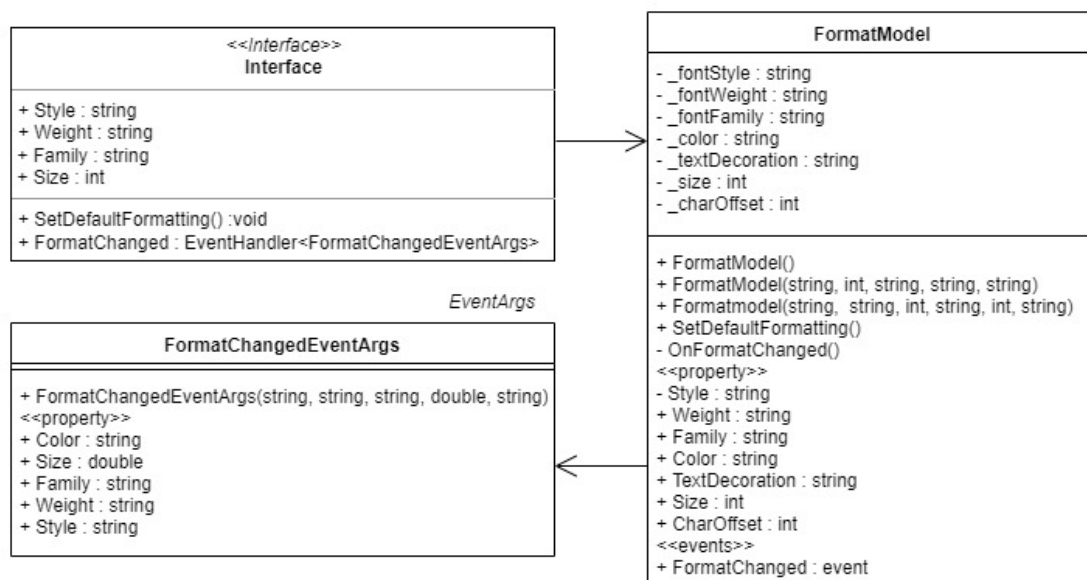 <<Interface>>
Interface
+ Style : string
+ Weight : string
+ Family : string
+ Size : int
+ SetDefaultFormatting() :void
+ FormatChanged : EventHandler<FormatChangedEventArgs>
EventArgs
FormatChangedEventArgs
+ FormatChangedEventArgs(string, string, string, double, string)
<<property>>
+ Color : string
+ Size : double
+ Family : string
+ Weight : string
+ Style : string
FormatModel
- _fontStyle : string
- _fontWeight : string
- _fontFamily : string
- _color : string
- _textDecoration : string
- _size : int
- _charOffset : int
+ FormatModel()
+ FormatModel(string, int, string, string, string)
+ Formatmodel(string, string, int, string, int, string)
+ SetDefaultFormatting()
- OnFormatChanged()
<<property>>
- Style : string
+ Weight : string
+ Family : string
+ Color : string
+ TextDecoration : string
+ Size : int
+ CharOffset : int
<<events>>
+ FormatChanged : event